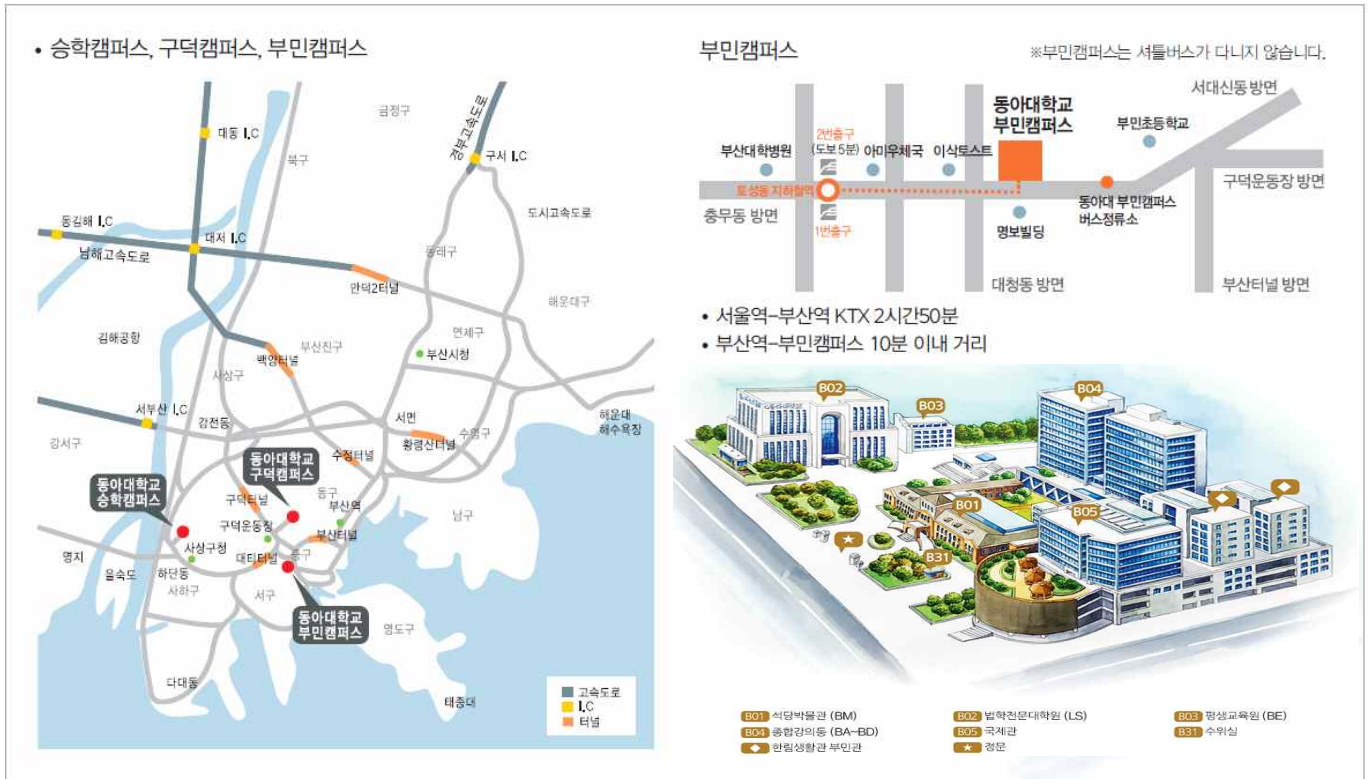 • 승학캠퍼스, 구덕캠퍼스, 부민캠퍼스
금정구
대동 I.C
경부고속도로
구서 I.C
북구
동김해 I.C
대저 I.C
남해고속도로
도시고속도로
동래구
만덕2터널
해운대구
김해공항
연제구
부산진구
백양터널
부산시청
사상구
서부산 I.C
감전동
서면
해운대
해수욕장
강서구
수영구
황령산터널
수정터널
동아대학교
구덕캠퍼스
동아대학교
승학캠퍼스
구덕터널
동구
부산역
남구
구덕운동장
부산터널
사상구청
대티터널
중구
명지
을숙도
하단동
사하구
서구
동아대학교
부민캠퍼스
영도구
다대동
태종대
고속도로
I.C
터널
부민캠퍼스
※부민캠퍼스는 셔틀버스가 다니지 않습니다.
서대신동 방면
동아대학교
부민캠퍼스
부민초등학교
2번출구
(도보 5분)
부산대학병원
아미우체국
이삭토스트
토성동 지하철역
구덕운동장 방면
충무동 방면
1번출구
명보빌딩
동아대 부민캠퍼스
버스정류소
대청동 방면
부산터널 방면
• 서울역-부산역 KTX 2시간50분
• 부산역-부민캠퍼스 10분 이내 거리
B02
B03
B04
B01
B05
B31
B01 석당박물관 (BM)
B02 법학전문대학원 (LS)
B03 평생교육원 (BE)
B04 종합강의동 (BA~BD)
B05 국제관
B31 수위실
한림생활관 부민관
정문